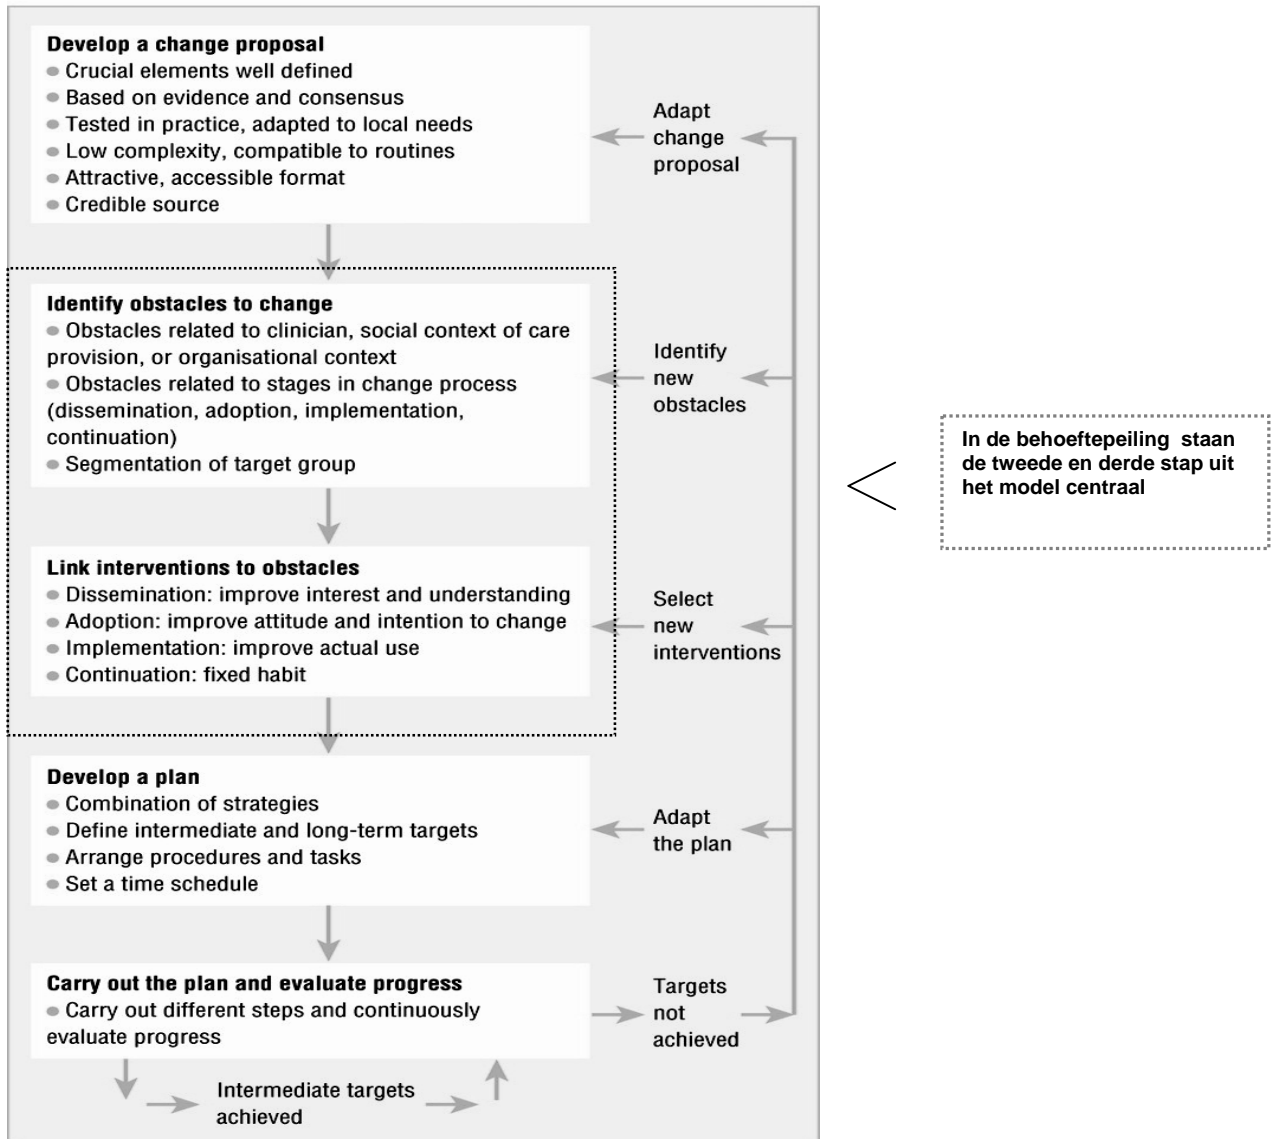 Develop a change proposal
Crucial elements well defined
Based on evidence and consensus
Tested in practice, adapted to local needs
Low complexity, compatible to routines
Attractive, accessible format
Credible source
Adapt
change
proposal
Identify obstacles to change
Obstacles related to clinician, social context of care
provision, or organisational context
Obstacles related to stages in change process
(dissemination, adoption, implementation,
continuation)
Segmentation of target group
Identify
new
obstacles
In de behoeftepeiling staan
de tweede en derde stap uit
het model centraal
Link interventions to obstacles
Dissemination: improve interest and understanding
Adoption: improve attitude and intention to change
Implementation: improve actual use
Continuation: fixed habit
Select
new
interventions
Develop a plan
Combination of strategies
Define intermediate and long-term targets
Arrange procedures and tasks
Set a time schedule
Adapt
the plan
Carry out the plan and evaluate progress
Carry out different steps and continuously
evaluate progress
Targets
not
achieved
Intermediate targets
achieved